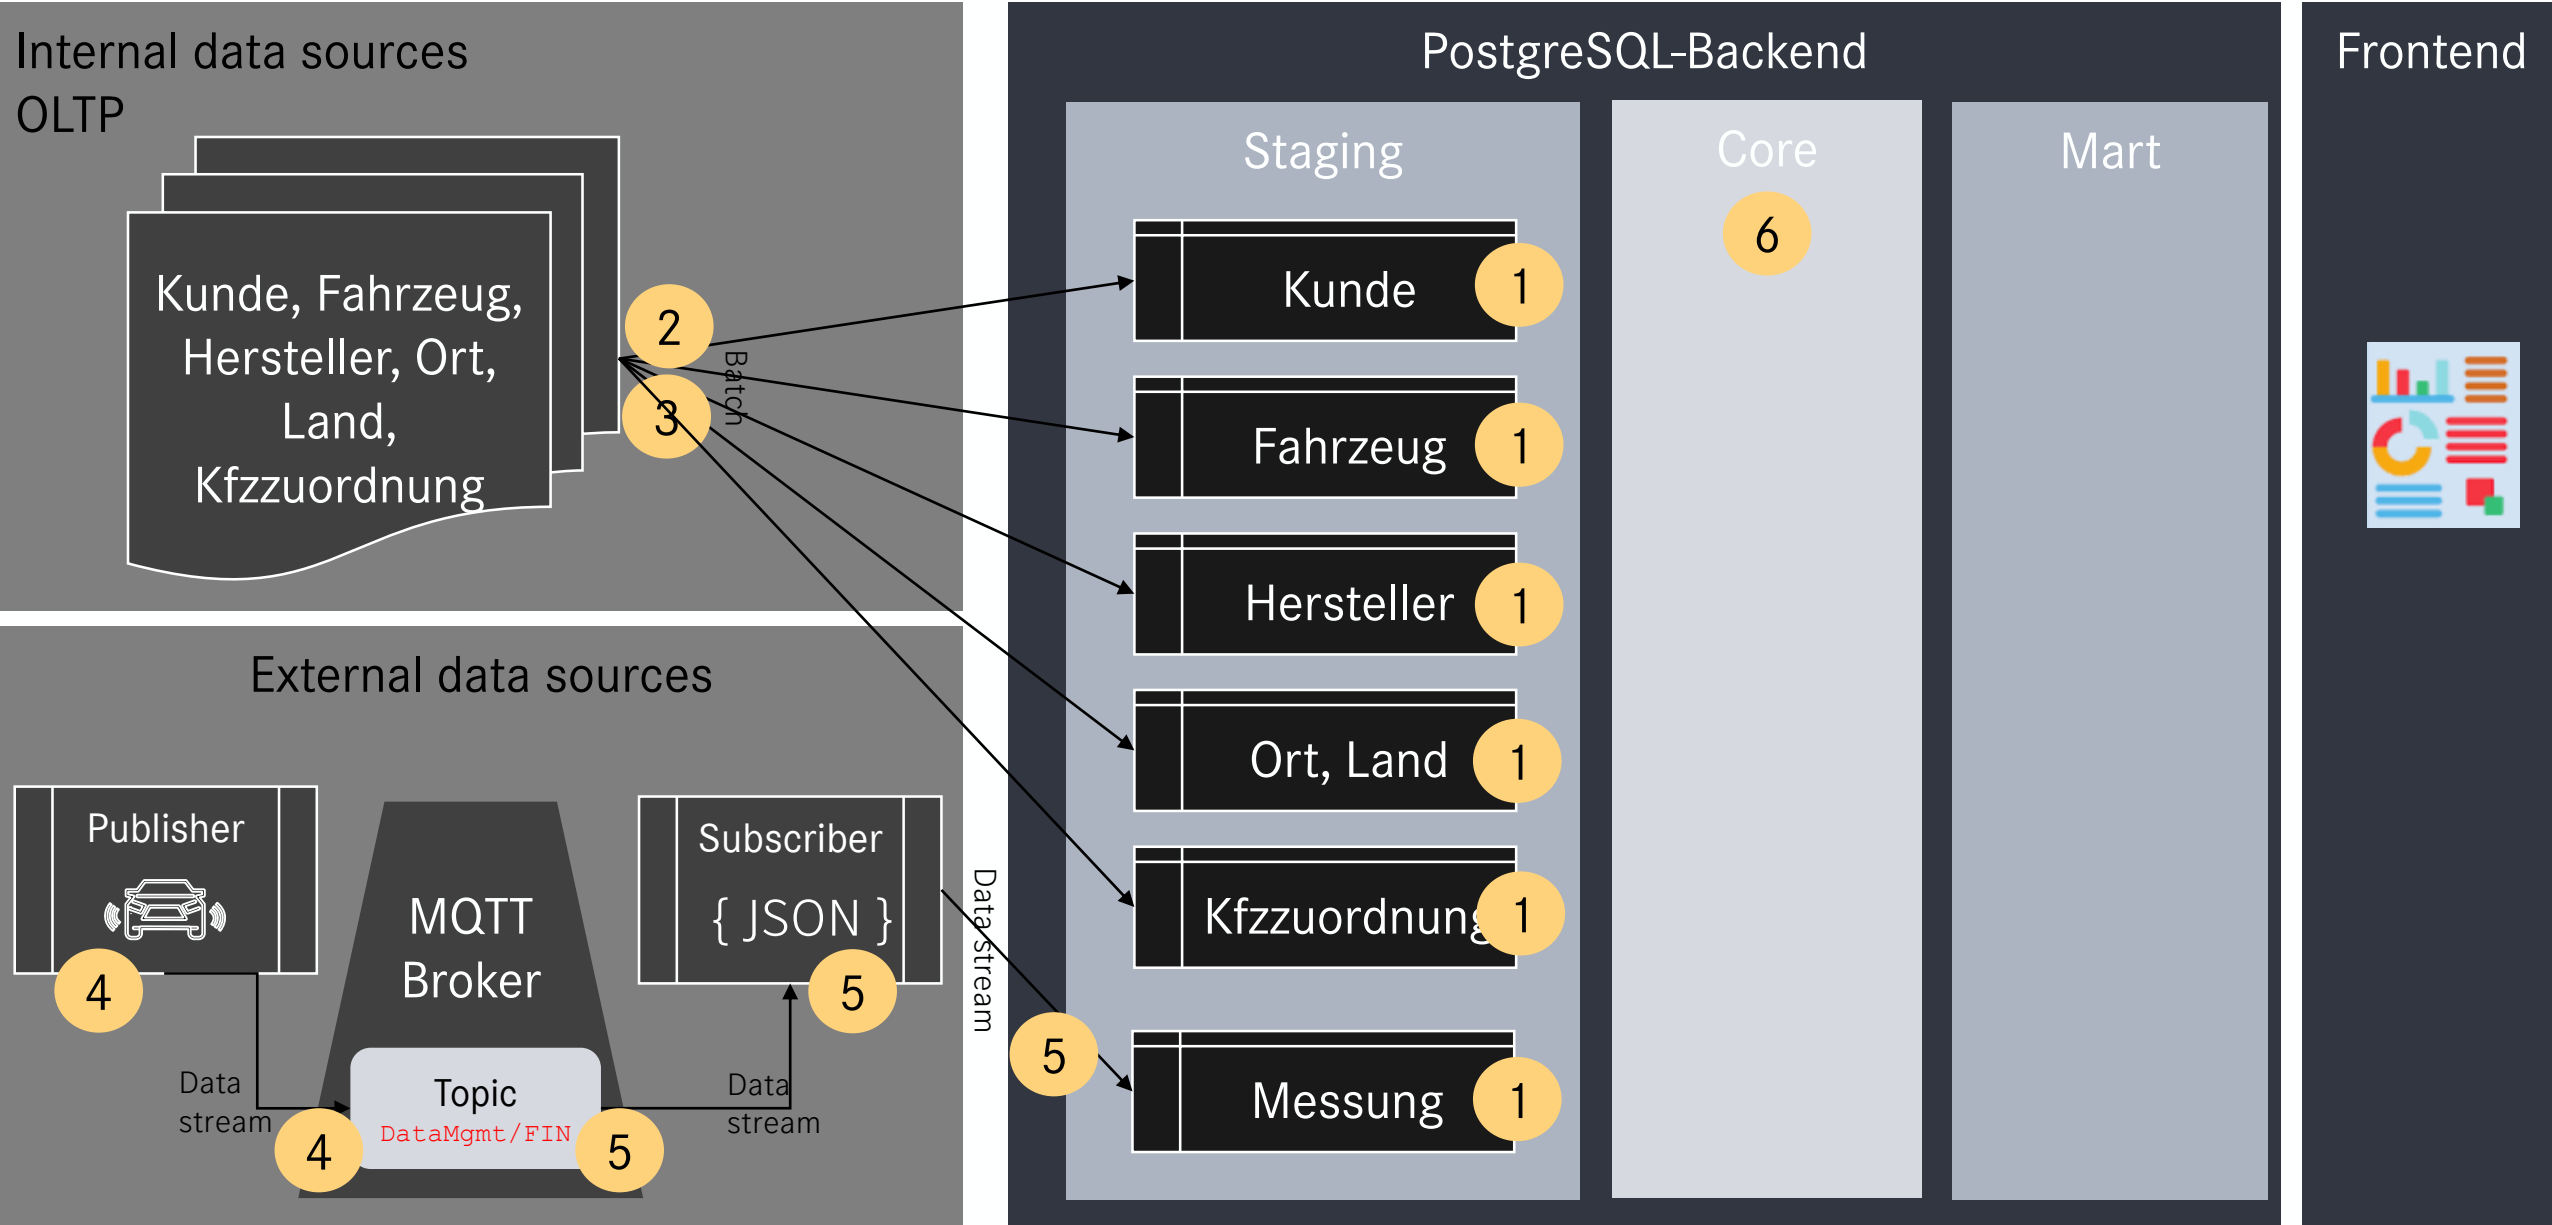 Internal data sources
OLTP
Kunde, Fahrzeug,
Hersteller, Ort,
Land,
Kfzzuordnung
2
3
Batch
External data sources
Publisher
4
MQTT
Broker
Subscriber
{ JSON }
5
Data
stream
4
Topic
DataMgmt/FIN
5
Data
stream
Data stream
5
PostgreSQL-Backend
Staging
Kunde
1
Fahrzeug
1
Hersteller
1
Ort, Land
1
Kfzzuordnung
1
Messung
1
Core
6
Mart
Frontend